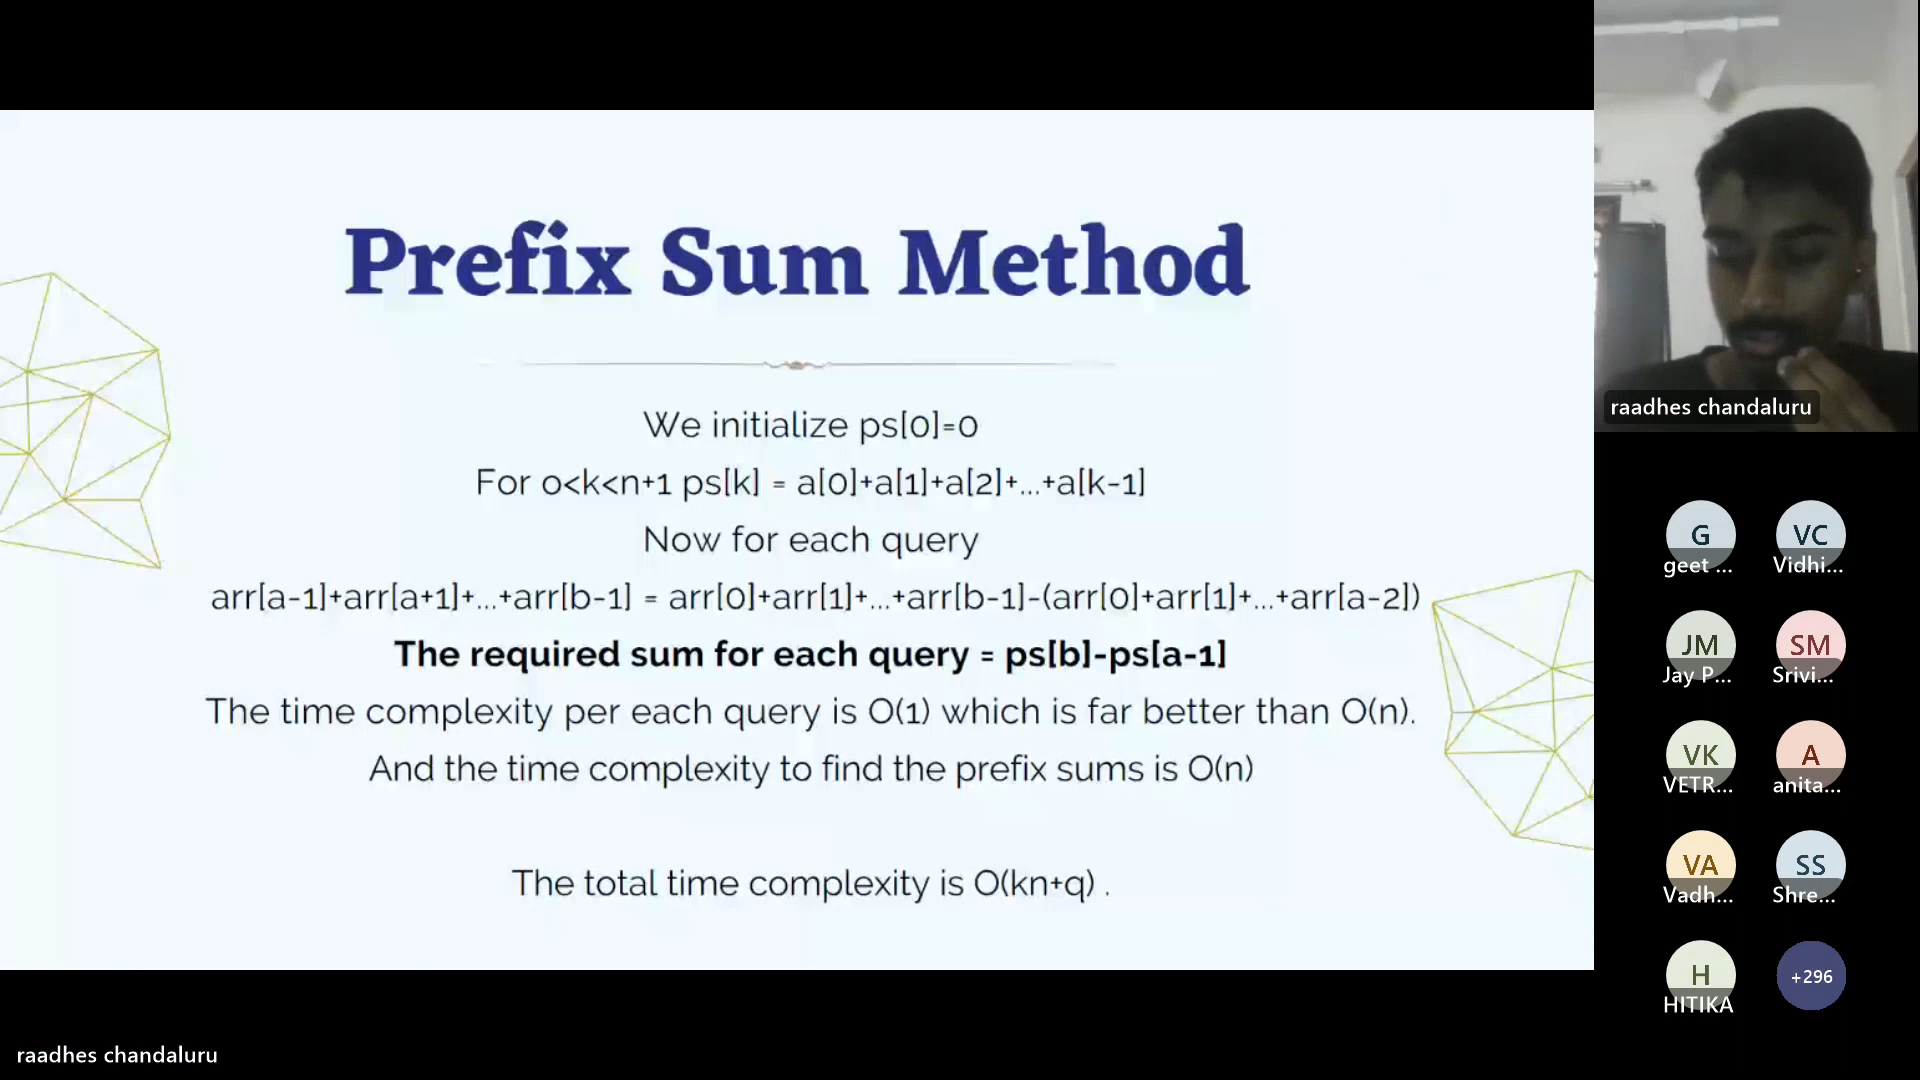 Prefix Sum Method
We initialize ps[0]=0
For 0<k<n+1 ps[k] = a[0]+a[1]+a[2]+...+a[k-1]
Now for each query
arr[a-1]+arr[a+1]+...+arr[b-1] = arr[0]+arr[1]+...+arr[b-1]-(arr[0]+arr[1]+...+arr[a-2])
The required sum for each query = ps[b]-ps[a-1]
The time complexity per each query is O(1) which is far better than O(n).
And the time complexity to find the prefix sums is O(n)
The total time complexity is O(kn+q) .
raadhes chandaluru
G
VC
geet ...
Vidhi...
JM
SM
Jay P...
Srivi...
VK
A
VETR...
anita...
VA
SS
Vadh...
Shre...
H
+296
HITIKA
raadhes chandaluru